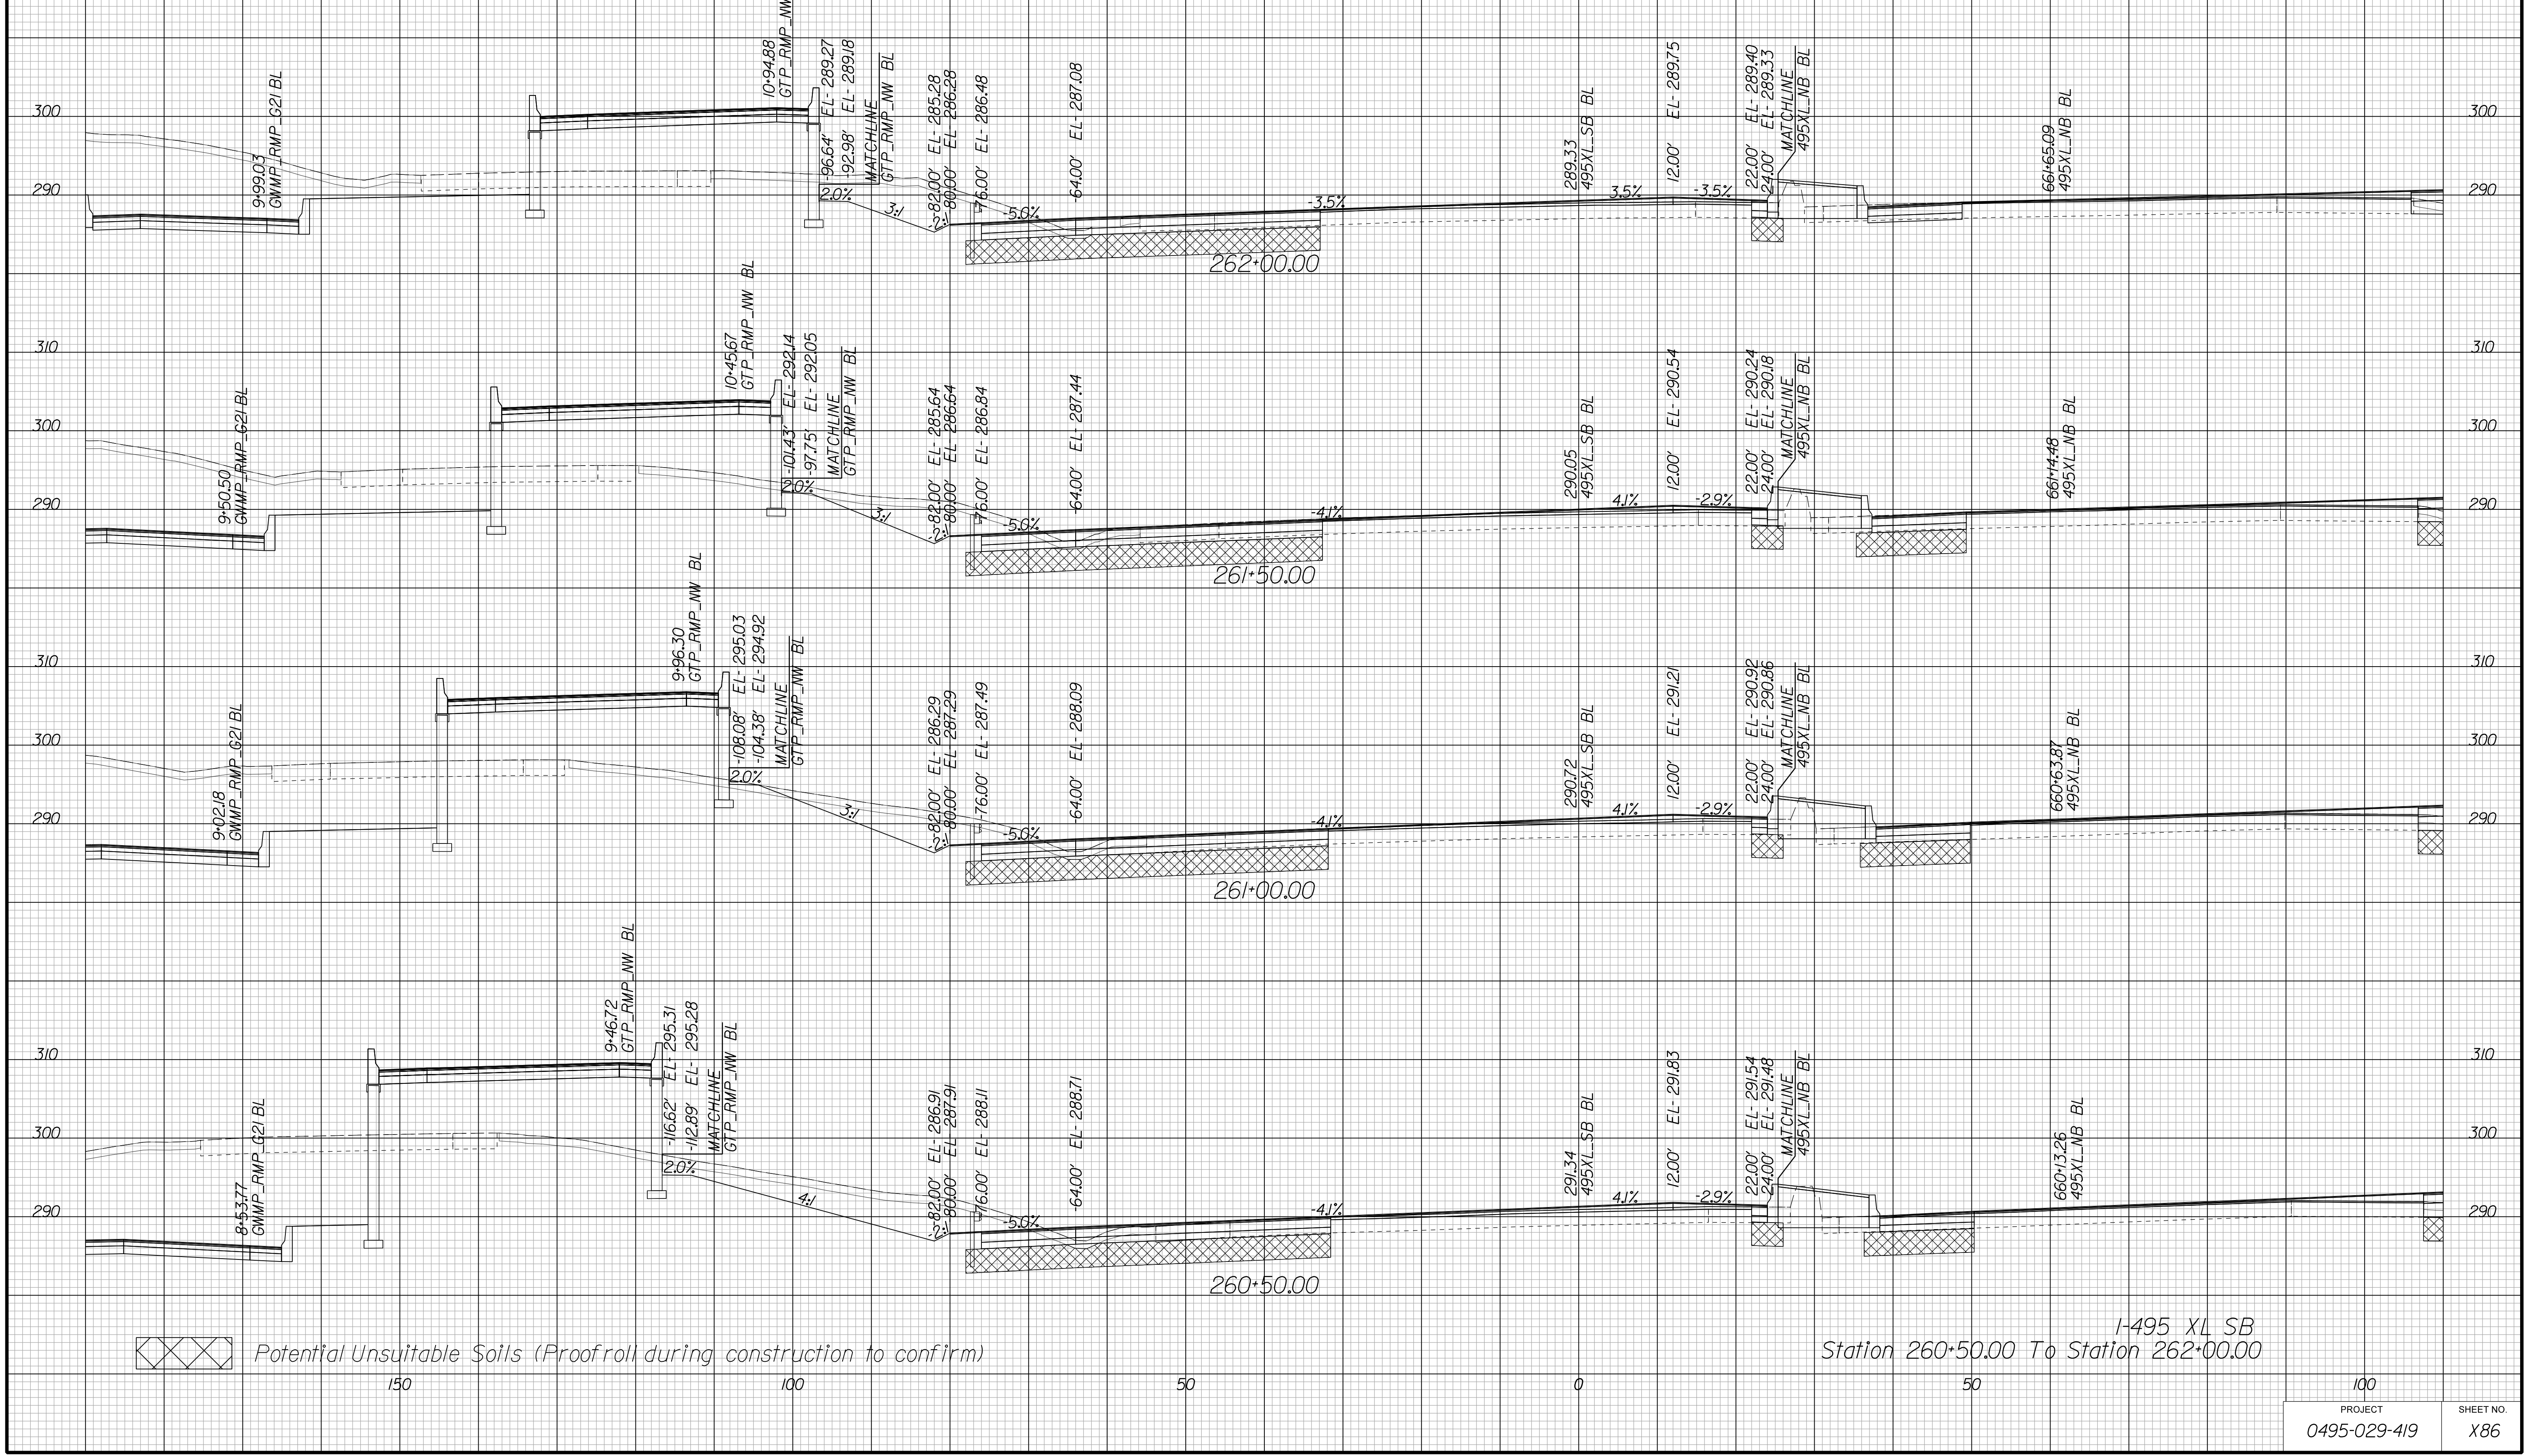 10+94.88
GTP_RMP_NW
-96.64' EL- 289.27
-92.98' EL- 289.18
MATCHLINE
GTP_RMP_NW BL
9+99.03
GWMP_RMP_G21 BL
-82.00' EL- 285.28
-80.00' EL- 286.28
-76.00' EL- 286.48
-64.00' EL- 287.08
289.33
495XL_SB BL
12.00' EL- 289.75
22.00' EL- 289.40
24.00' EL- 289.33
MATCHLINE
495XL_NB BL
661+65.09
495XL_NB BL
300
300
290
290
2.0%
3:1
-2:1
-5.0%
-3.5%
3.5%
-3.5%
262+00.00
10+45.67
GTP_RMP_NW BL
-101.43' EL- 292.14
-97.75' EL- 292.05
MATCHLINE
GTP_RMP_NW BL
9+50.50
GWMP_RMP_G21 BL
-82.00' EL- 285.64
-80.00' EL- 286.64
-76.00' EL- 286.84
-64.00' EL- 287.44
290.05
495XL_SB BL
12.00' EL- 290.54
22.00' EL- 290.24
24.00' EL- 290.18
MATCHLINE
495XL_NB BL
661+14.48
495XL_NB BL
310
310
300
300
290
290
2.0%
3:1
-2:1
-5.0%
-4.1%
4.1%
-2.9%
261+50.00
9+96.30
GTP_RMP_NW BL
-108.08' EL- 295.03
-104.38' EL- 294.92
MATCHLINE
GTP_RMP_NW BL
9+02.18
GWMP_RMP_G21 BL
-82.00' EL- 286.29
-80.00' EL- 287.29
-76.00' EL- 287.49
-64.00' EL- 288.09
290.72
495XL_SB BL
12.00' EL- 291.21
22.00' EL- 290.92
24.00' EL- 290.86
MATCHLINE
495XL_NB BL
660+63.87
495XL_NB BL
310
310
300
300
290
290
2.0%
3:1
-2:1
-5.0%
-4.1%
4.1%
-2.9%
261+00.00
9+46.72
GTP_RMP_NW BL
-116.62' EL- 295.31
-112.89' EL- 295.28
MATCHLINE
GTP_RMP_NW BL
8+53.77
GWMP_RMP_G21 BL
-82.00' EL- 286.91
-80.00' EL- 287.91
-76.00' EL- 288.11
-64.00' EL- 288.71
291.34
495XL_SB BL
12.00' EL- 291.83
22.00' EL- 291.54
24.00' EL- 291.48
MATCHLINE
495XL_NB BL
660+13.26
495XL_NB BL
310
310
300
300
290
290
2.0%
4:1
-2:1
-5.0%
-4.1%
4.1%
-2.9%
260+50.00
Potential Unsuitable Soils (Proofroll during construction to confirm)
I-495 XL SB
Station 260+50.00 To Station 262+00.00
150 100 50 0 50 100
PROJECT
0495-029-419
SHEET NO.
X86